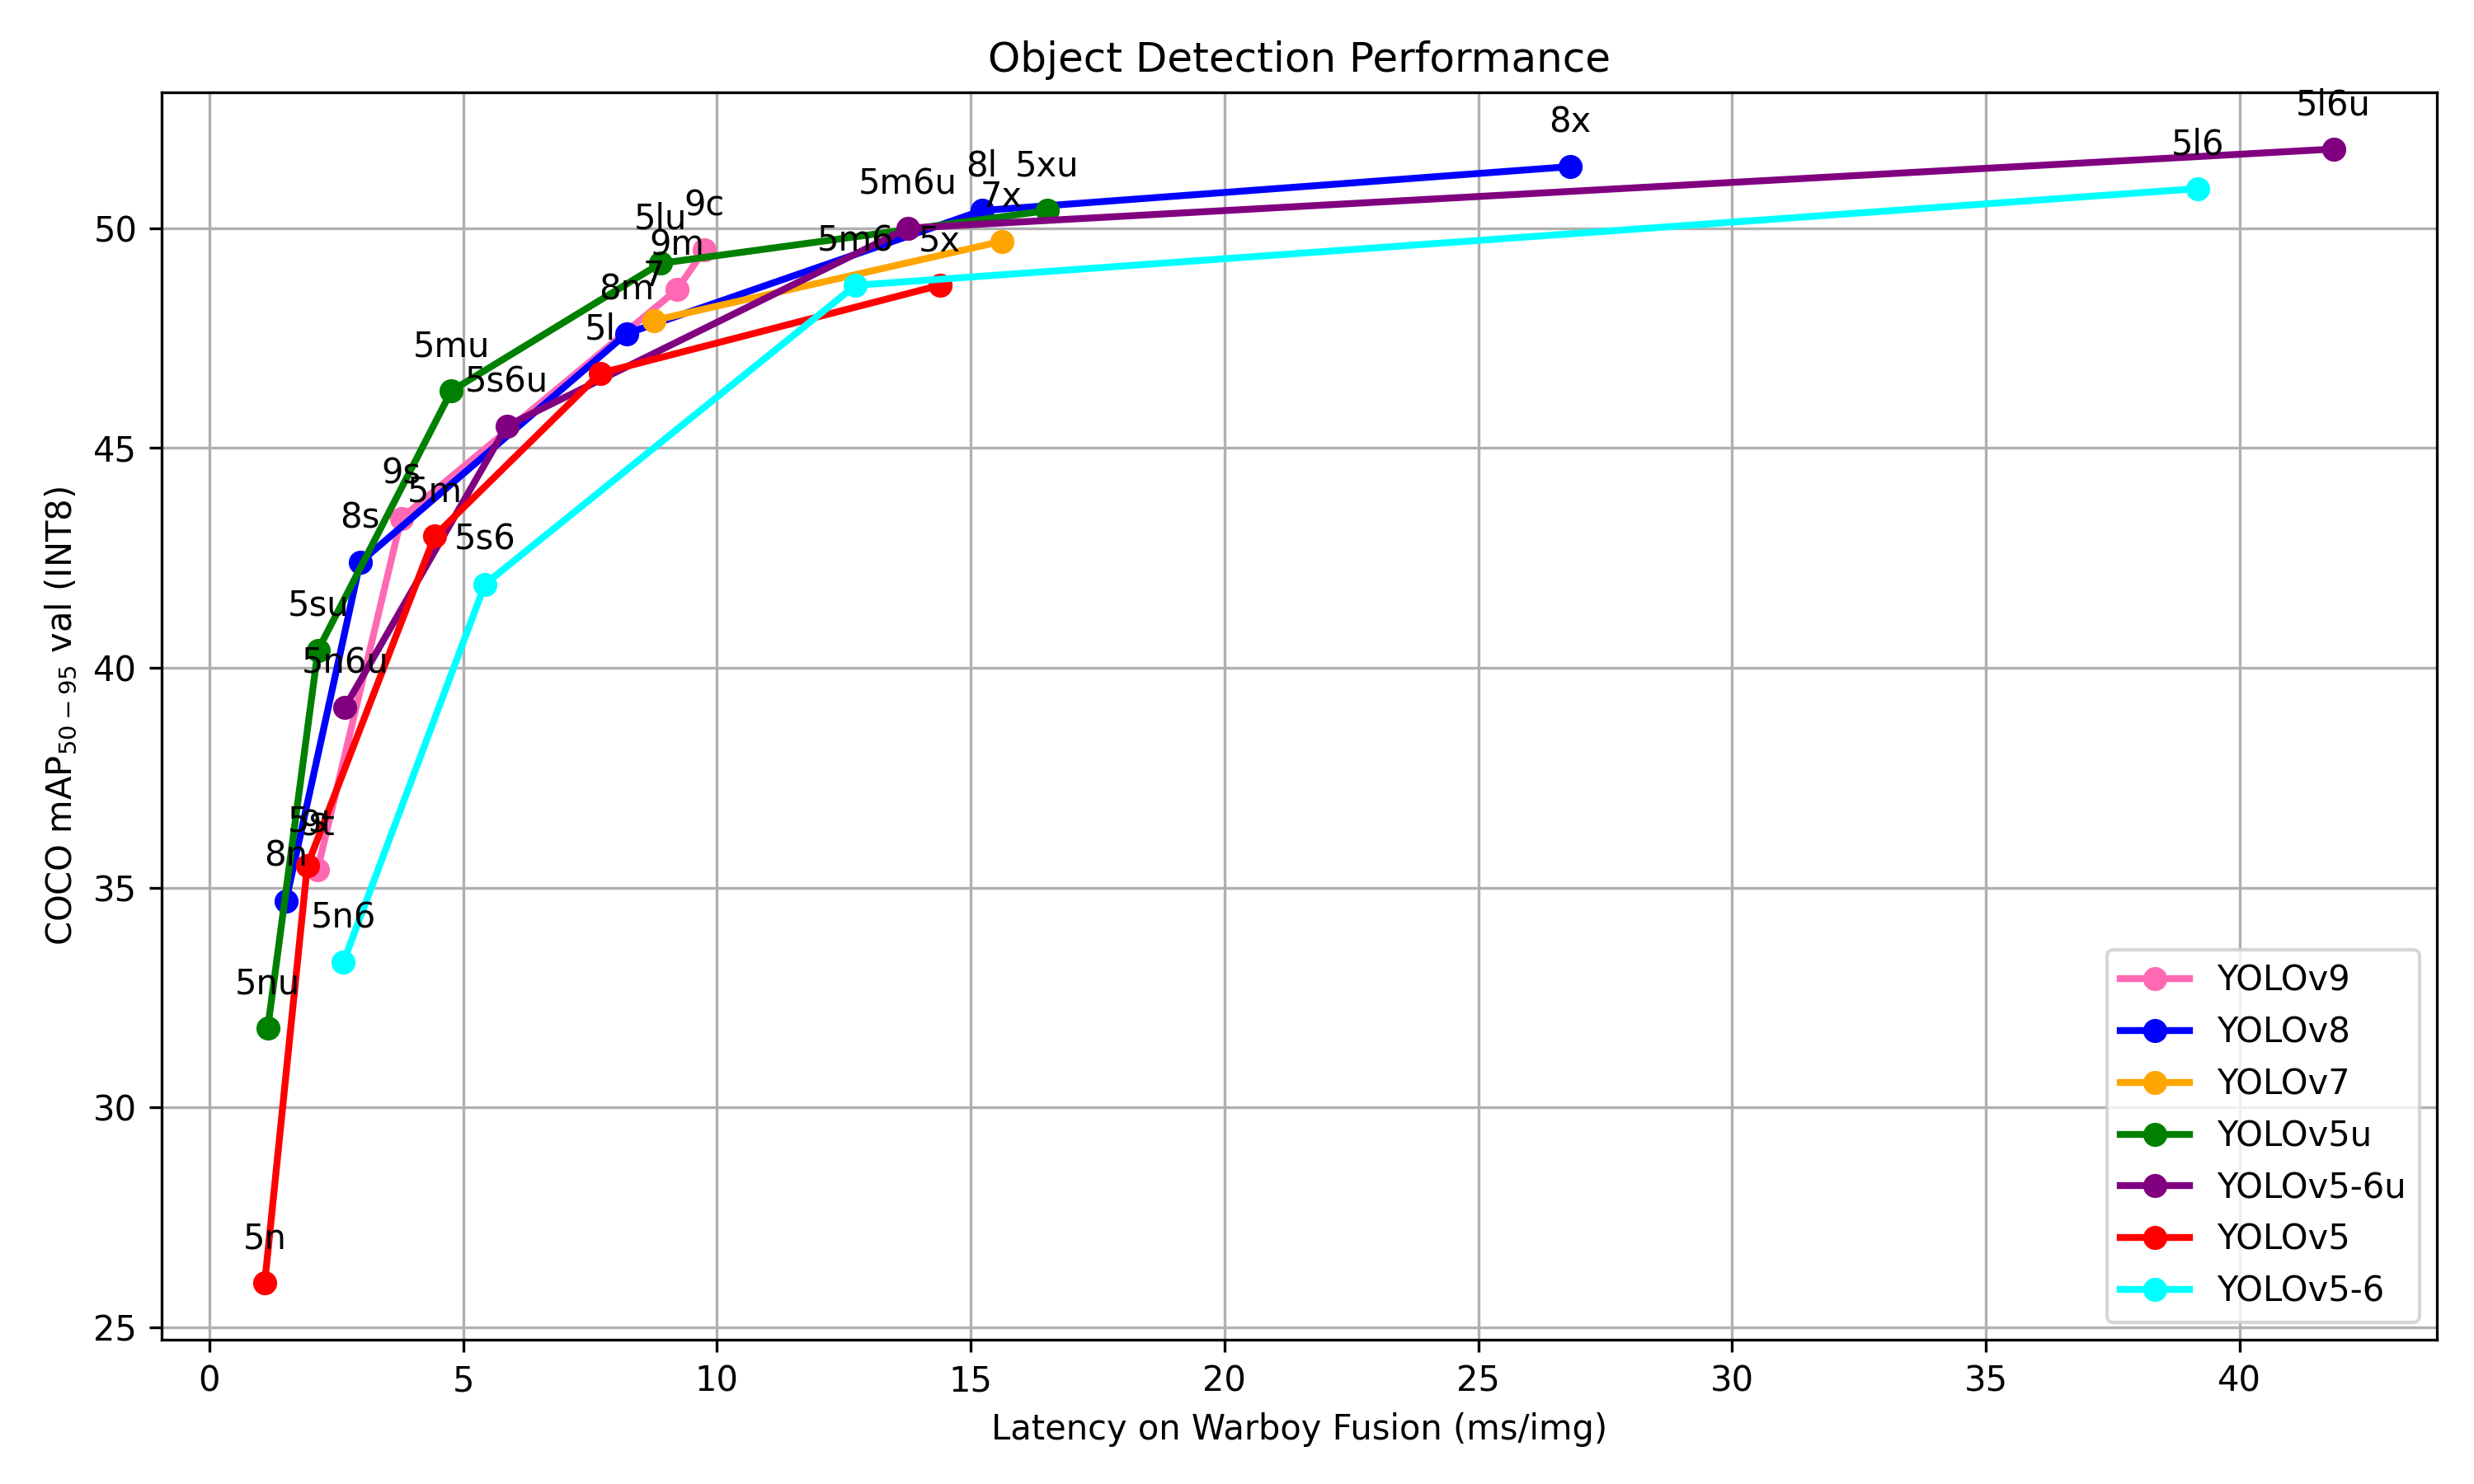 Object Detection Performance
5l6u
8x
5l6
8l
5xu
5m6u
7x
9c
5lu
9m
5m6
5x
7
8m
5l
5mu
5s6u
9s
5m
8s
5s6
5su
5n6u
5s
9t
8n
5n6
5nu
5n
50
45
40
35
30
25
COCO mAP50-95 val (INT8)
0 5 10 15 20 25 30 35 40
Latency on Warboy Fusion (ms/img)
YOLOv9
YOLOv8
YOLOv7
YOLOv5u
YOLOv5-6u
YOLOv5
YOLOv5-6